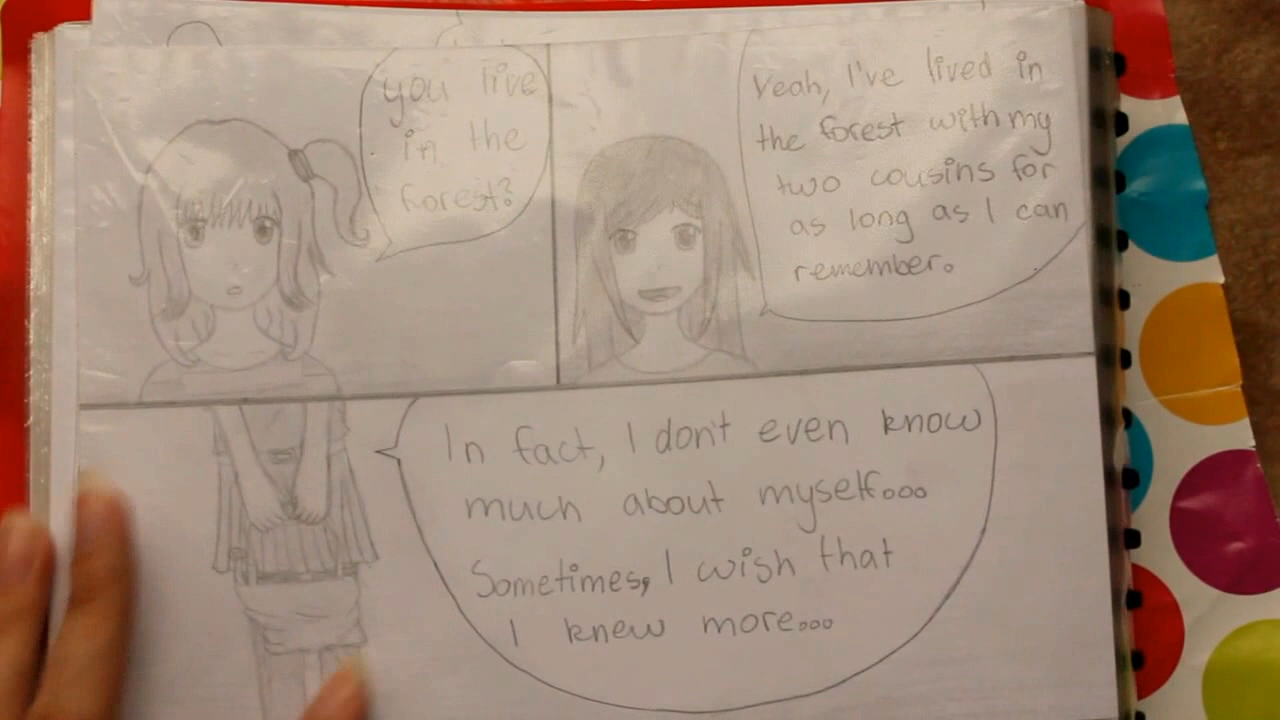 you live
in the
forest?
Yeah, I've lived in
the forest with my
two cousins for
as long as I can
remember.
In fact, I don't even know
much about myself...
Sometimes, I wish that
I knew more...